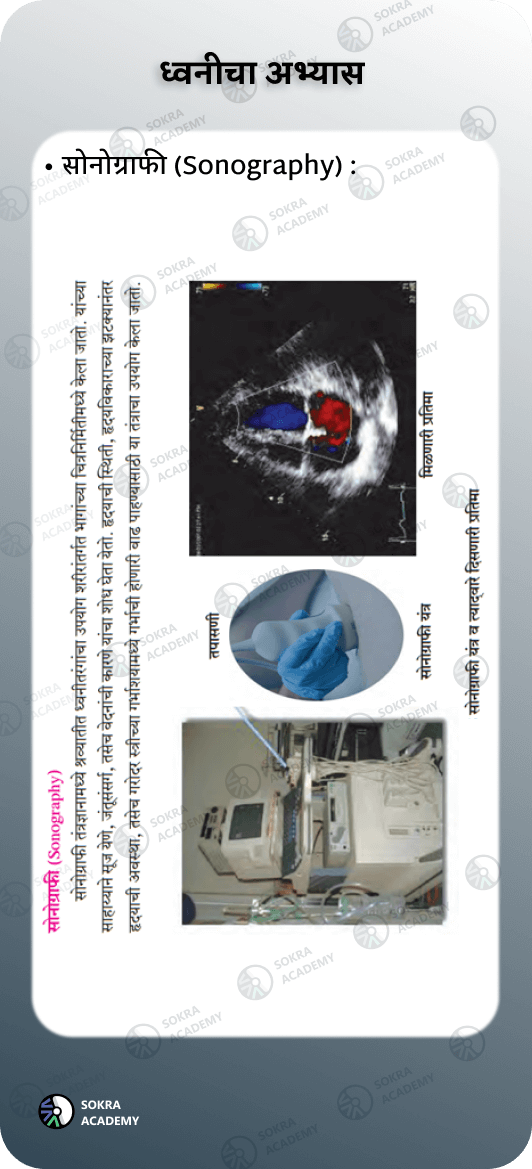 ध्वनीचा अभ्यास
• सोनोग्राफी (Sonography) :
सोनोग्राफी (Sonography)
सोनोग्राफी तंत्रज्ञानामध्ये श्रव्यातीत ध्वनीतरंगांचा उपयोग शरीरांतर्गत भागाच्या चित्रनिर्मितीमध्ये केला जातो. यांच्या
साहाय्याने सूज येणे, जंतूसंसर्ग, तसेच वेदनांची कारणे यांचा शोध घेता येतो. हृदयाची स्थिती, हृदयविकाराच्या झटक्यानंतर
हृदयाची अवस्था, तसेच गरोदर स्त्रीच्या गर्भाशयामध्ये गर्भाची होणारी वाढ पाहण्यासाठी या तंत्राचा उपयोग केला जातो.
तपासणी
सोनोग्राफी यंत्र
मिळणारी प्रतिमा
सोनोग्राफी यंत्र व त्याद्वारे दिसणारी प्रतिमा
SOKRA
ACADEMY